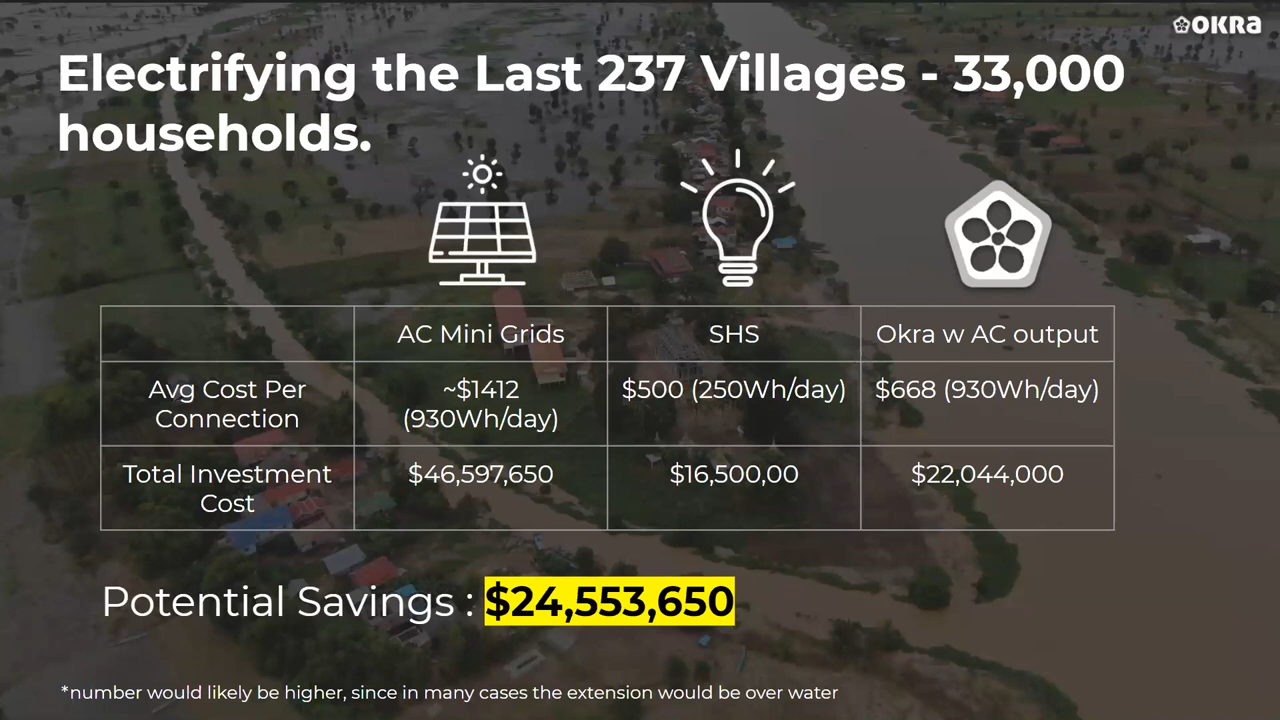 OKRA
Electrifying the Last 237 Villages - 33,000
households.
AC Mini Grids
SHS
Okra w AC output
Avg Cost Per
Connection
~$1412
(930Wh/day)
$500 (250Wh/day)
$668 (930Wh/day)
Total Investment
Cost
$46,597,650
$16,500,00
$22,044,000
Potential Savings : $24,553,650
*number would likely be higher, since in many cases the extension would be over water